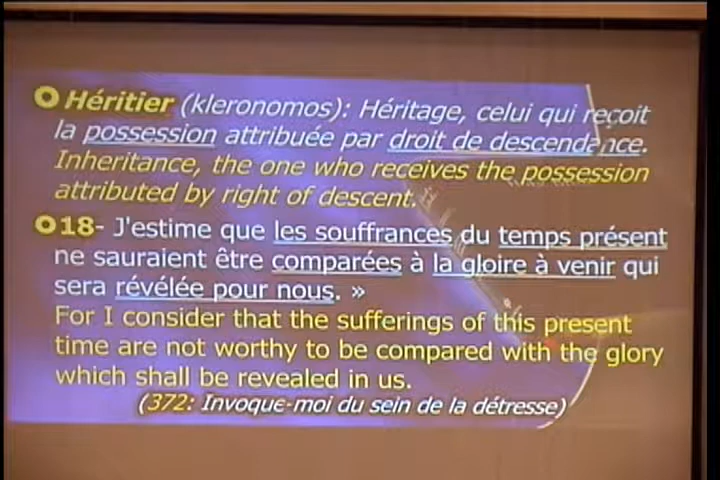 Héritier (kleronomos): Héritage, celui qui reçoit
la possession attribuée par droit de descendance.
Inheritance, the one who receives the possession
attributed by right of descent.
18- J'estime que les souffrances du temps présent
ne sauraient être comparées à la gloire à venir qui
sera révélée pour nous. »
For I consider that the sufferings of this present
time are not worthy to be compared with the glory
which shall be revealed in us.
(372: Invoque-moi du sein de la détresse)